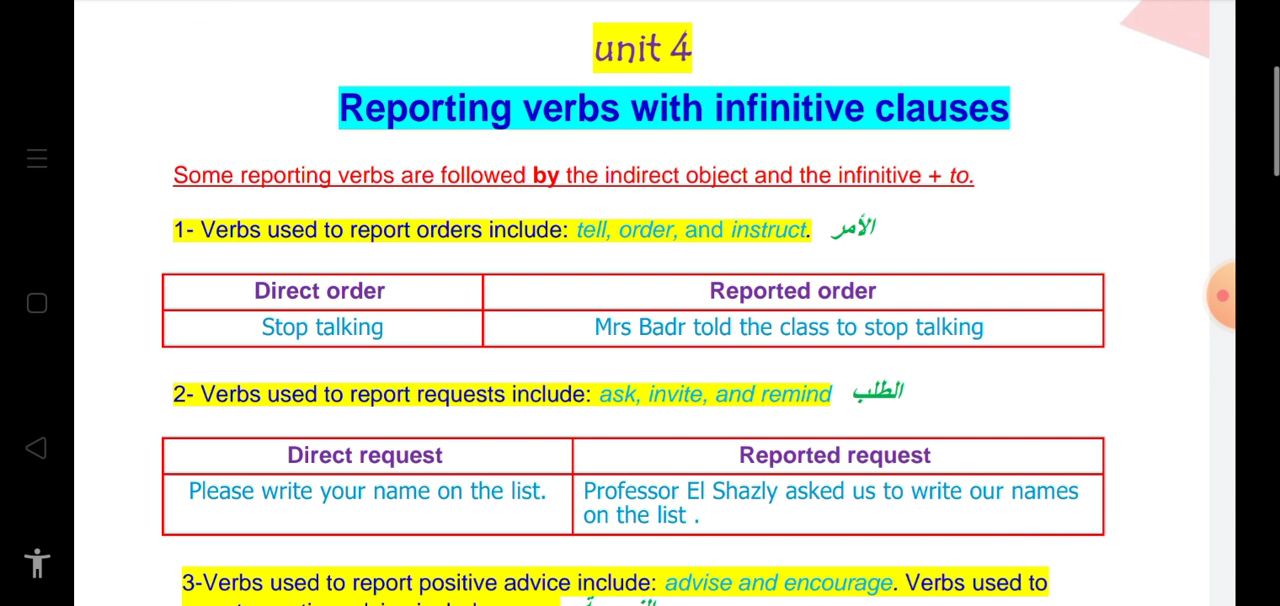 unit 4
Reporting verbs with infinitive clauses
Some reporting verbs are followed by the indirect object and the infinitive + to.
1- Verbs used to report orders include: tell, order, and instruct. الأمر
Direct order Reported order
Stop talking Mrs Badr told the class to stop talking
2- Verbs used to report requests include: ask, invite, and remind الطلب
Direct request Reported request
Please write your name on the list. Professor El Shazly asked us to write our names
on the list .
3-Verbs used to report positive advice include: advise and encourage. Verbs used to